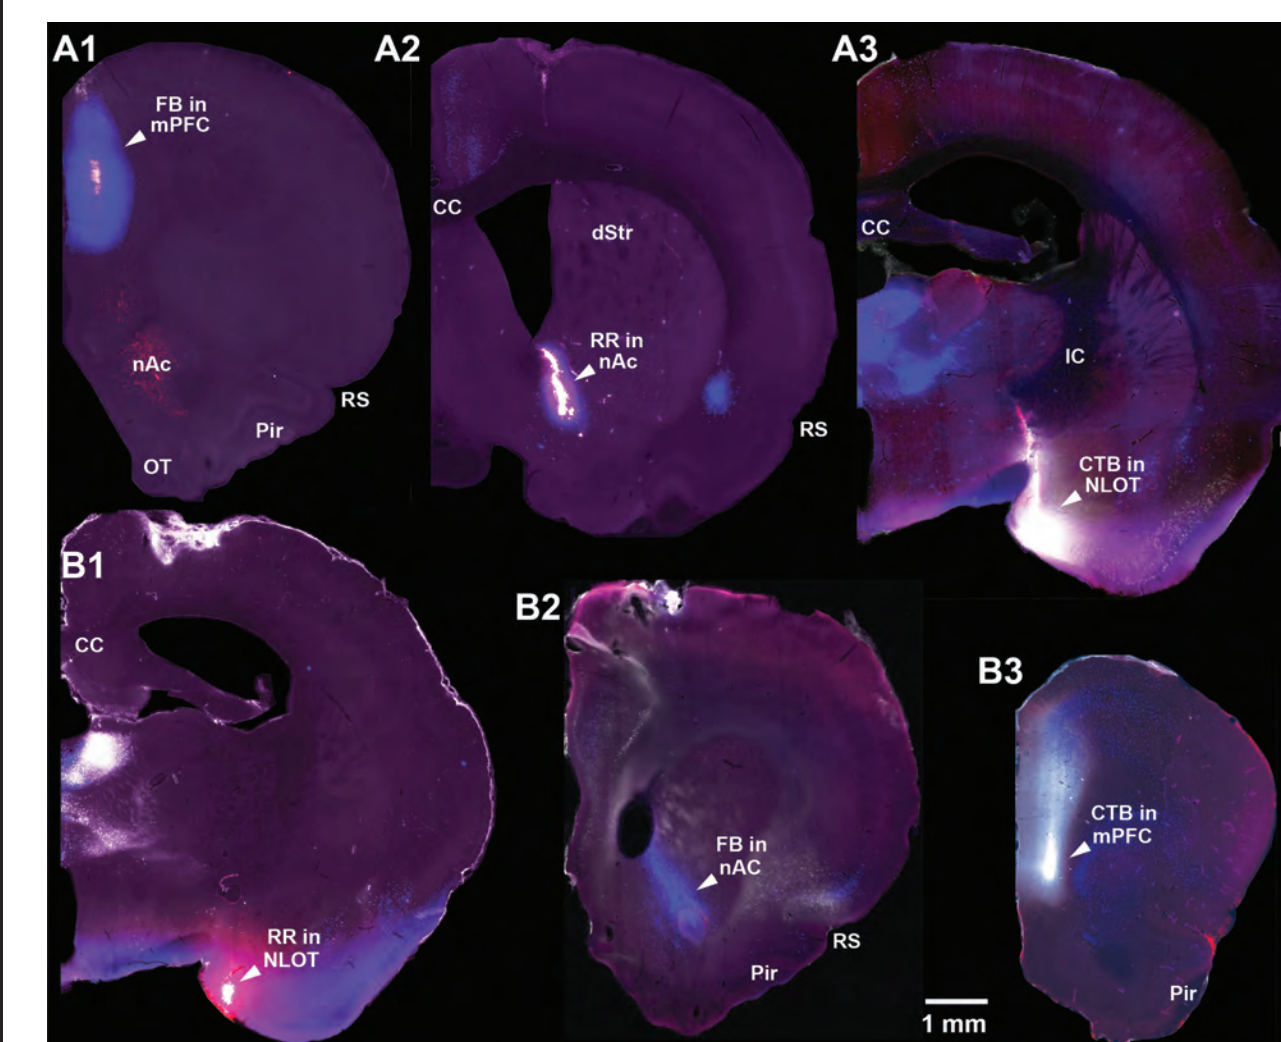 A1
FB in
mPFC
nAc
RS
Pir
OT
A2
CC
dStr
RR in
nAc
RS
A3
CC
IC
CTB in
NLOT
B1
CC
RR in
NLOT
B2
FB in
nAC
RS
Pir
B3
CTB in
mPFC
Pir
1 mm